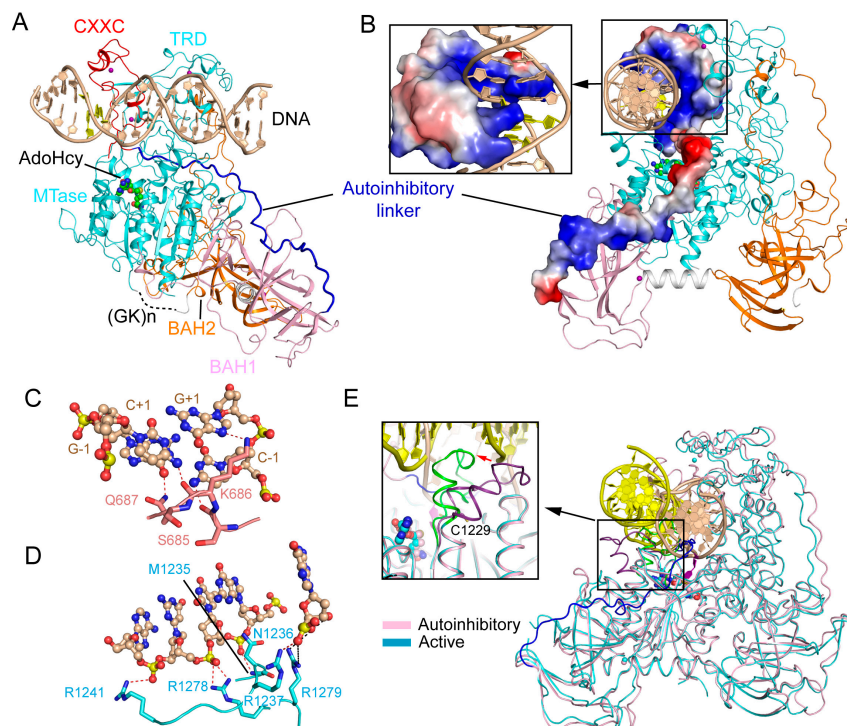 A
CXXC
TRD
DNA
AdoHcy
MTase
Autoinhibitory
linker
(GK)n
BAH2
BAH1
B
C
C+1
G+1
G-1
C-1
Q687
K686
S685
D
M1235
N1236
R1241
R1278
R1237
R1279
E
C1229
Autoinhibitory
Active